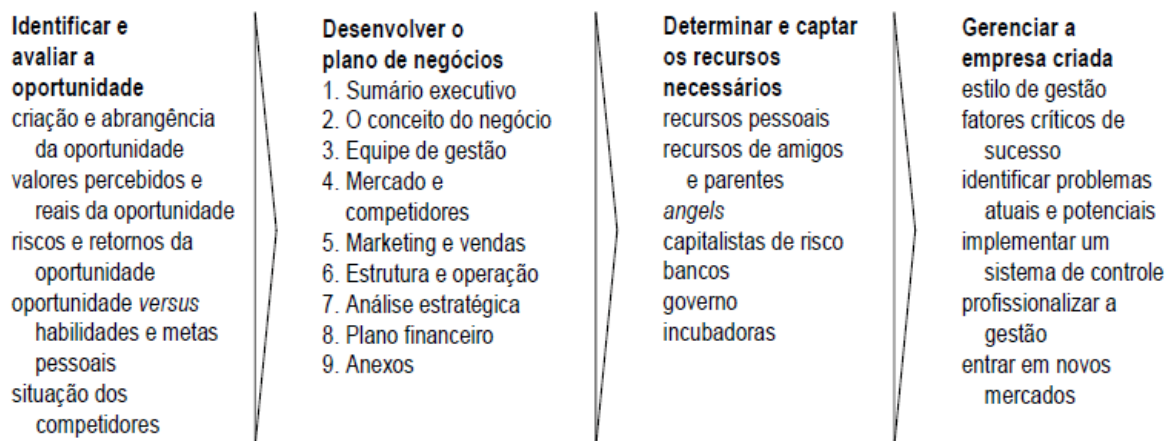 Identificar e
avaliar a
oportunidade
criação e abrangência
da oportunidade
valores percebidos e
reais da oportunidade
riscos e retornos da
oportunidade
oportunidade versus
habilidades e metas
pessoais
situação dos
competidores
Desenvolver o
plano de negócios
1. Sumário executivo
2. O conceito do negócio
3. Equipe de gestão
4. Mercado e
competidores
5. Marketing e vendas
6. Estrutura e operação
7. Análise estratégica
8. Plano financeiro
9. Anexos
Determinar e captar
os recursos
necessários
recursos pessoais
recursos de amigos
e parentes
angels
capitalistas de risco
bancos
governo
incubadoras
Gerenciar a
empresa criada
estilo de gestão
fatores críticos de
sucesso
identificar problemas
atuais e potenciais
implementar um
sistema de controle
profissionalizar a
gestão
entrar em novos
mercados